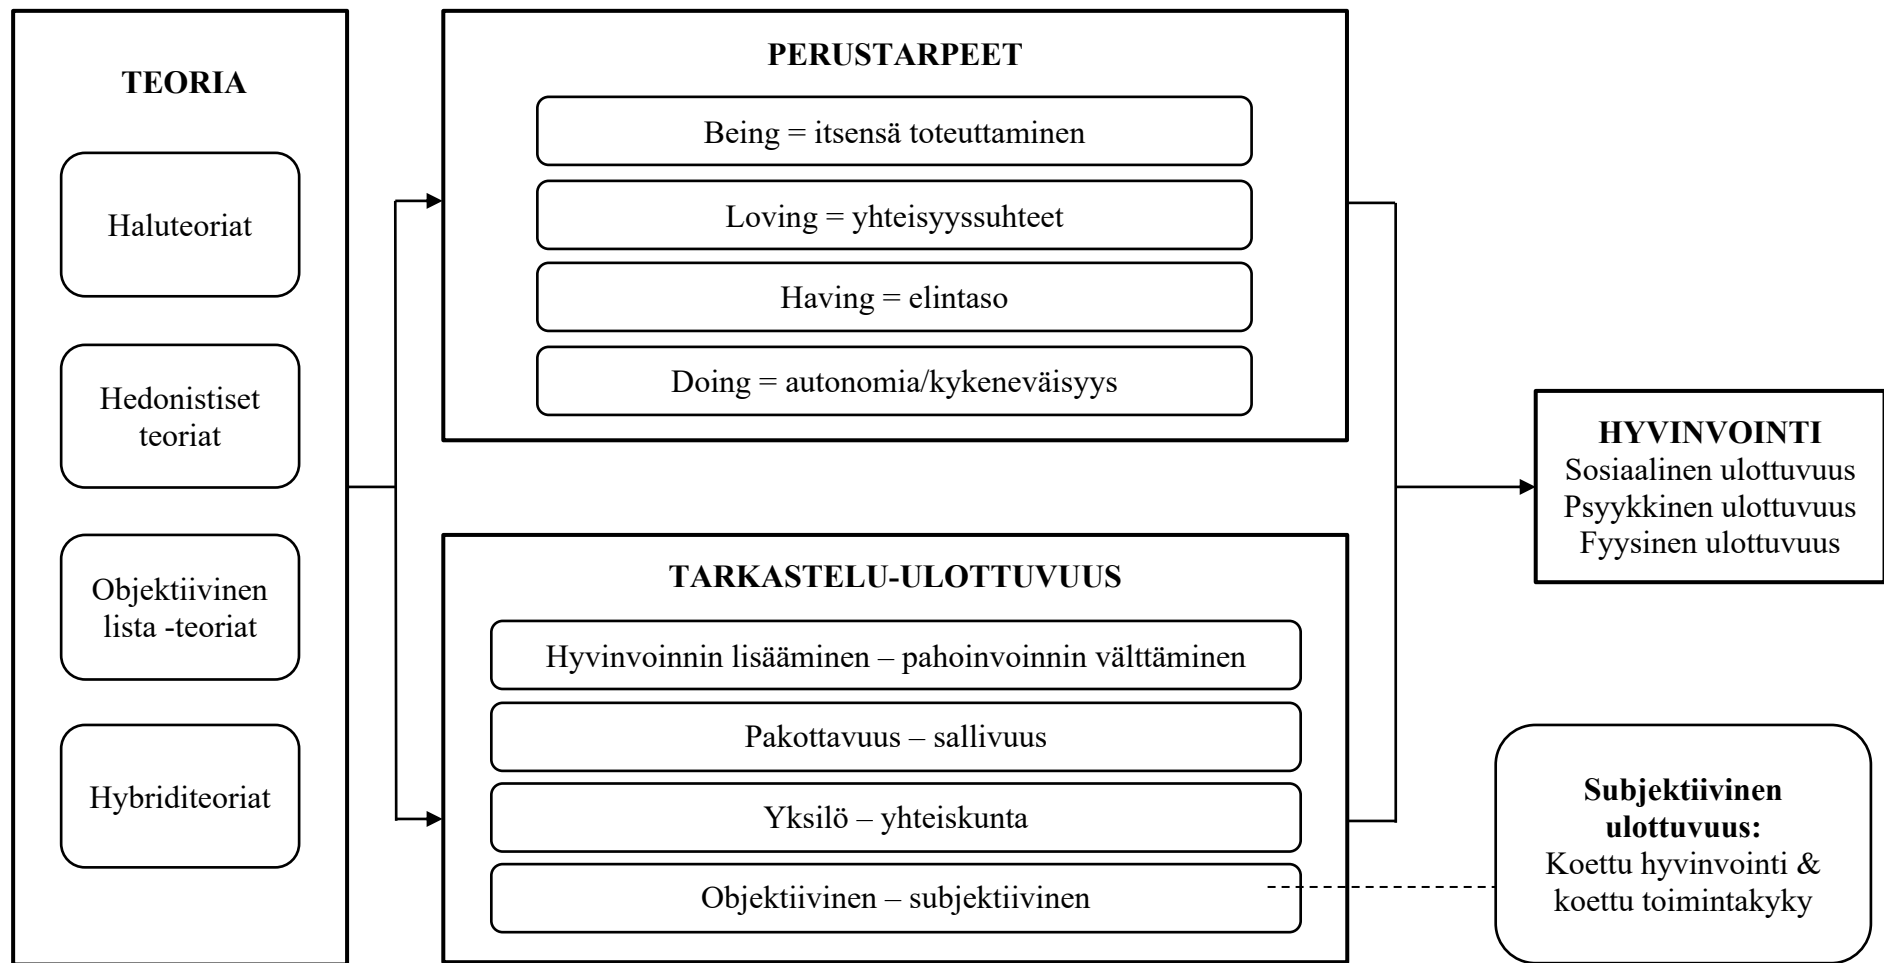 TEORIA
Haluteoriat
Hedonistiset
teoriat
Objektiivinen
lista -teoriat
Hybriditeoriat
PERUSTARPEET
Being = itsensä toteuttaminen
Loving = yhteisyyssuhteet
Having = elintaso
Doing = autonomia/kykeneväisyys
TARKASTELU-ULOTTUVUUS
Hyvinvoinnin lisääminen – pahoinvoinnin välttäminen
Pakottavuus – sallivuus
Yksilö – yhteiskunta
Objektiivinen – subjektiivinen
HYVINVOINTI
Sosiaalinen ulottuvuus
Psyykkinen ulottuvuus
Fyysinen ulottuvuus
Subjektiivinen
ulottuvuus:
Koettu hyvinvointi &
koettu toimintakyky